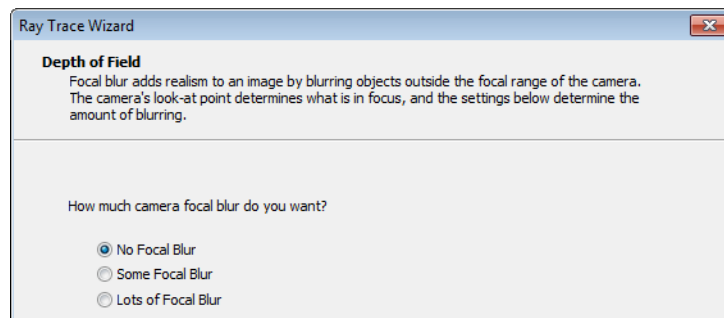 Ray Trace Wizard
Depth of Field
Focal blur adds realism to an image by blurring objects outside the focal range of the camera.
The camera's look-at point determines what is in focus, and the settings below determine the
amount of blurring.
How much camera focal blur do you want?
No Focal Blur
Some Focal Blur
Lots of Focal Blur